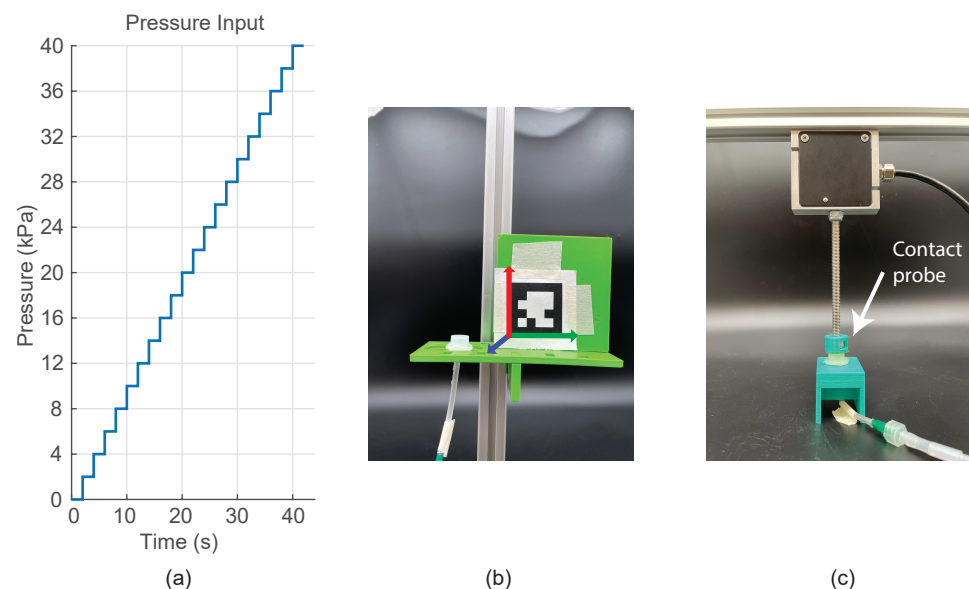 Pressure Input
40
36
32
28
24
20
16
12
8
4
0
Pressure (kPa)
0 10 20 30 40
Time (s)
(a)
(b)
Contact
probe
(c)